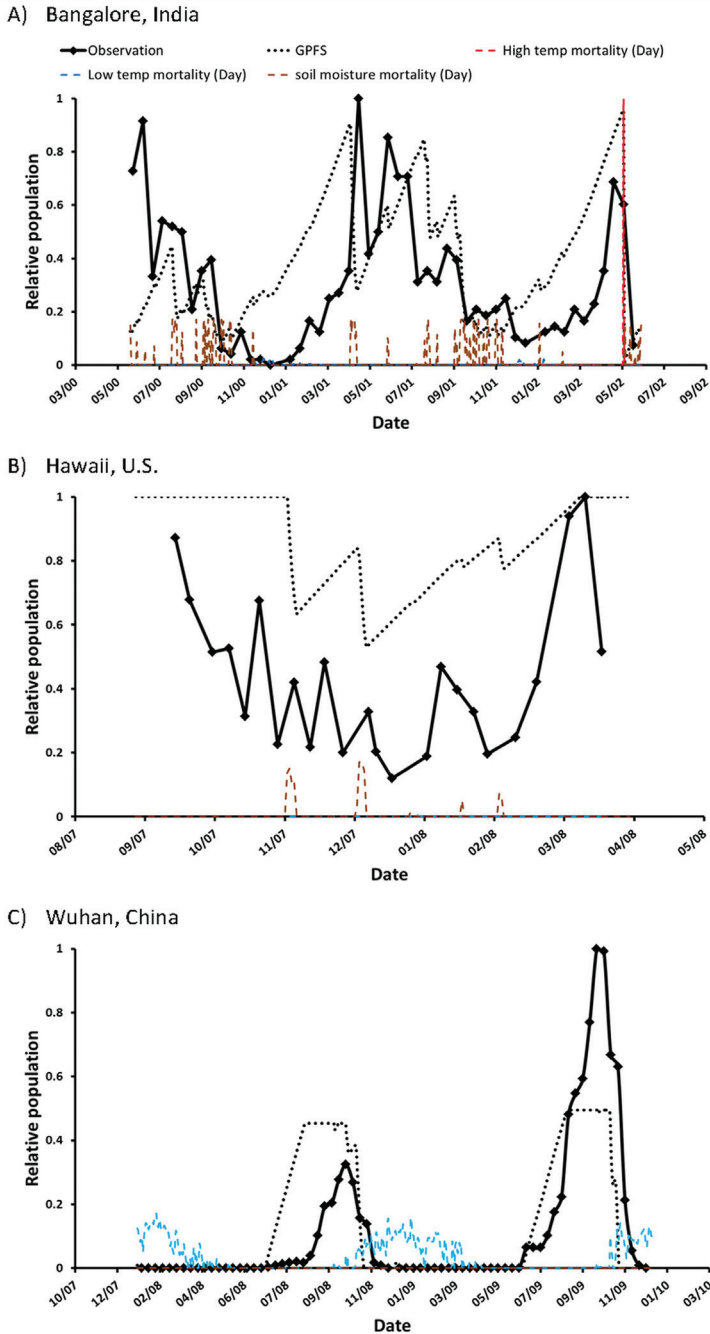 A) Bangalore, India
Observation GPFS High temp mortality (Day)
Low temp mortality (Day) soil moisture mortality (Day)
1
0.8
0.6
0.4
0.2
0
Relative population
03/00 05/00 07/00 09/00 11/00 01/01 03/01 05/01 07/01 09/01 11/01 01/02 03/02 05/02 07/02 09/02
Date
B) Hawaii, U.S.
1
0.8
0.6
0.4
0.2
0
Relative population
08/07 09/07 10/07 11/07 12/07 01/08 02/08 03/08 04/08 05/08
Date
C) Wuhan, China
1
0.8
0.6
0.4
0.2
0
Relative population
10/07 12/07 02/08 04/08 06/08 07/08 09/08 11/08 01/09 03/09 05/09 07/09 09/09 11/09 01/10 03/10
Date